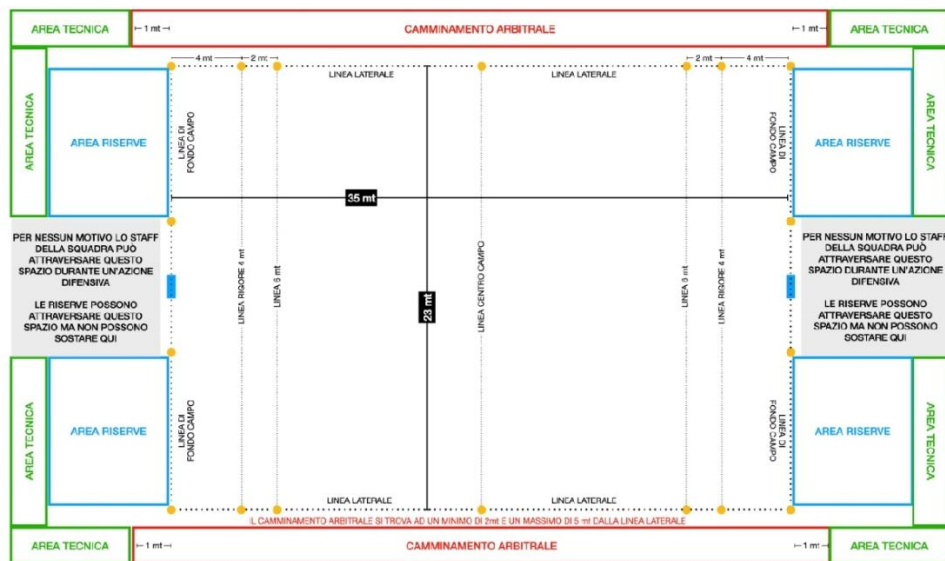 AREA TECNICA
1 mt
CAMMINAMENTO ARBITRALE
1 mt
AREA TECNICA
4 mt
2 mt
LINEA LATERALE
LINEA LATERALE
2 mt
4 mt
AREA TECNICA
AREA RISERVE
LINEA DI
FONDO CAMPO
LINEA DI
FONDO CAMPO
AREA RISERVE
AREA TECNICA
35 mt
PER NESSUN MOTIVO LO STAFF
DELLA SQUADRA PUÒ
ATTRAVERSARE QUESTO
SPAZIO DURANTE UN'AZIONE
DIFENSIVA
LE RISERVE POSSONO
ATTRAVERSARE QUESTO
SPAZIO MA NON POSSONO
SOSTARE QUI
LINEA RIGORE 4 mt
LINEA 6 mt
23 mt
LINEA CENTRO CAMPO
LINEA 6 mt
LINEA RIGORE 4 mt
PER NESSUN MOTIVO LO STAFF
DELLA SQUADRA PUÒ
ATTRAVERSARE QUESTO
SPAZIO DURANTE UN'AZIONE
DIFENSIVA
LE RISERVE POSSONO
ATTRAVERSARE QUESTO
SPAZIO MA NON POSSONO
SOSTARE QUI
AREA TECNICA
AREA RISERVE
LINEA DI
FONDO CAMPO
LINEA DI
FONDO CAMPO
AREA RISERVE
AREA TECNICA
LINEA LATERALE
LINEA LATERALE
IL CAMMINAMENTO ARBITRALE SI TROVA AD UN MINIMO DI 2mt E UN MASSIMO DI 5 mt DALLA LINEA LATERALE
AREA TECNICA
1 mt
CAMMINAMENTO ARBITRALE
1 mt
AREA TECNICA